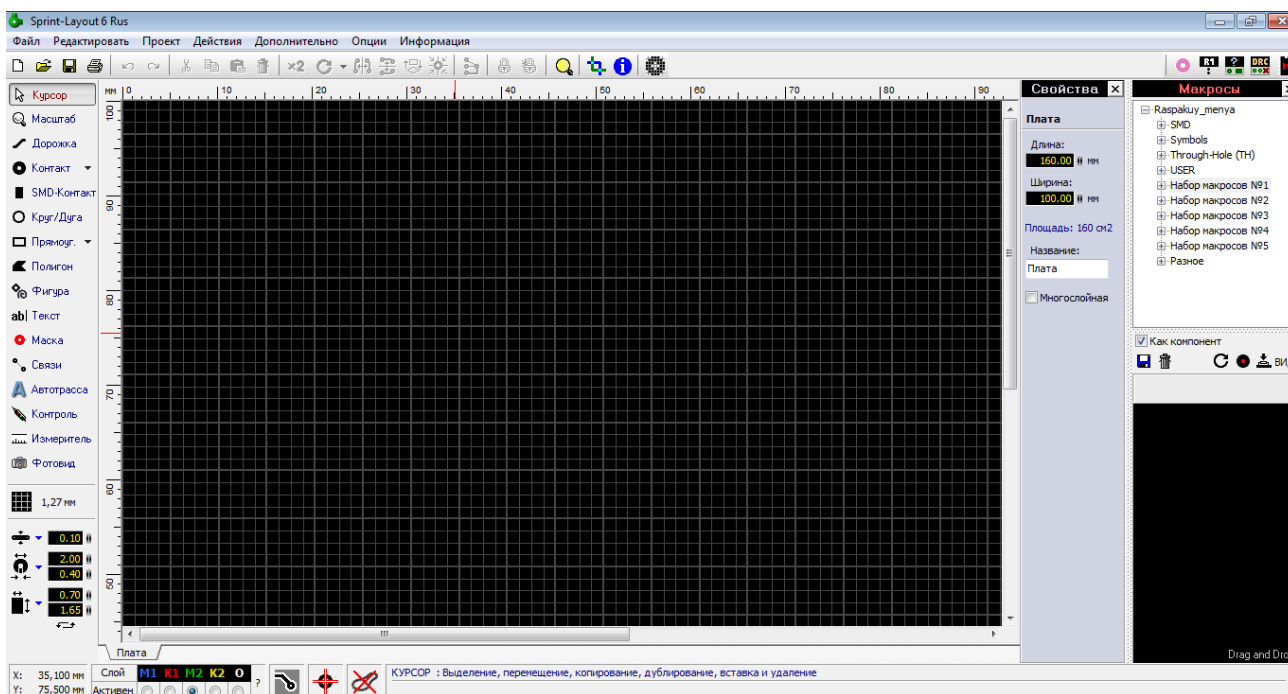 Sprint-Layout 6 Rus
Файл Редактировать Проект Действия Дополнительно Опции Информация
×2 R1 ? DRC
Курсор
Масштаб
Дорожка
Контакт
SMD-Контакт
Круг/Дуга
Прямоуг.
Полигон
Фигура
ab| Текст
Маска
Связи
Автотрасса
Контроль
Измеритель
Фотовид
1,27 мм
0.10
2.00
0.40
0.70
1.65
мм 0 10 20 30 40 50 60 70 80 90
100
90
80
70
60
50
Плата
Свойства
Плата
Длина:
160.00 мм
Ширина:
100.00 мм
Площадь: 160 см2
Название:
Плата
Многослойная
Макросы
Raspakuy_menya
SMD
Symbols
Through-Hole (TH)
USER
Набор макросов №1
Набор макросов №2
Набор макросов №3
Набор макросов №4
Набор макросов №5
Разное
Как компонент
Drag and Dro
X: 35,100 мм
Y: 75,500 мм
Слой M1 K1 M2 K2 O
Активен
?
КУРСОР : Выделение, перемещение, копирование, дублирование, вставка и удаление